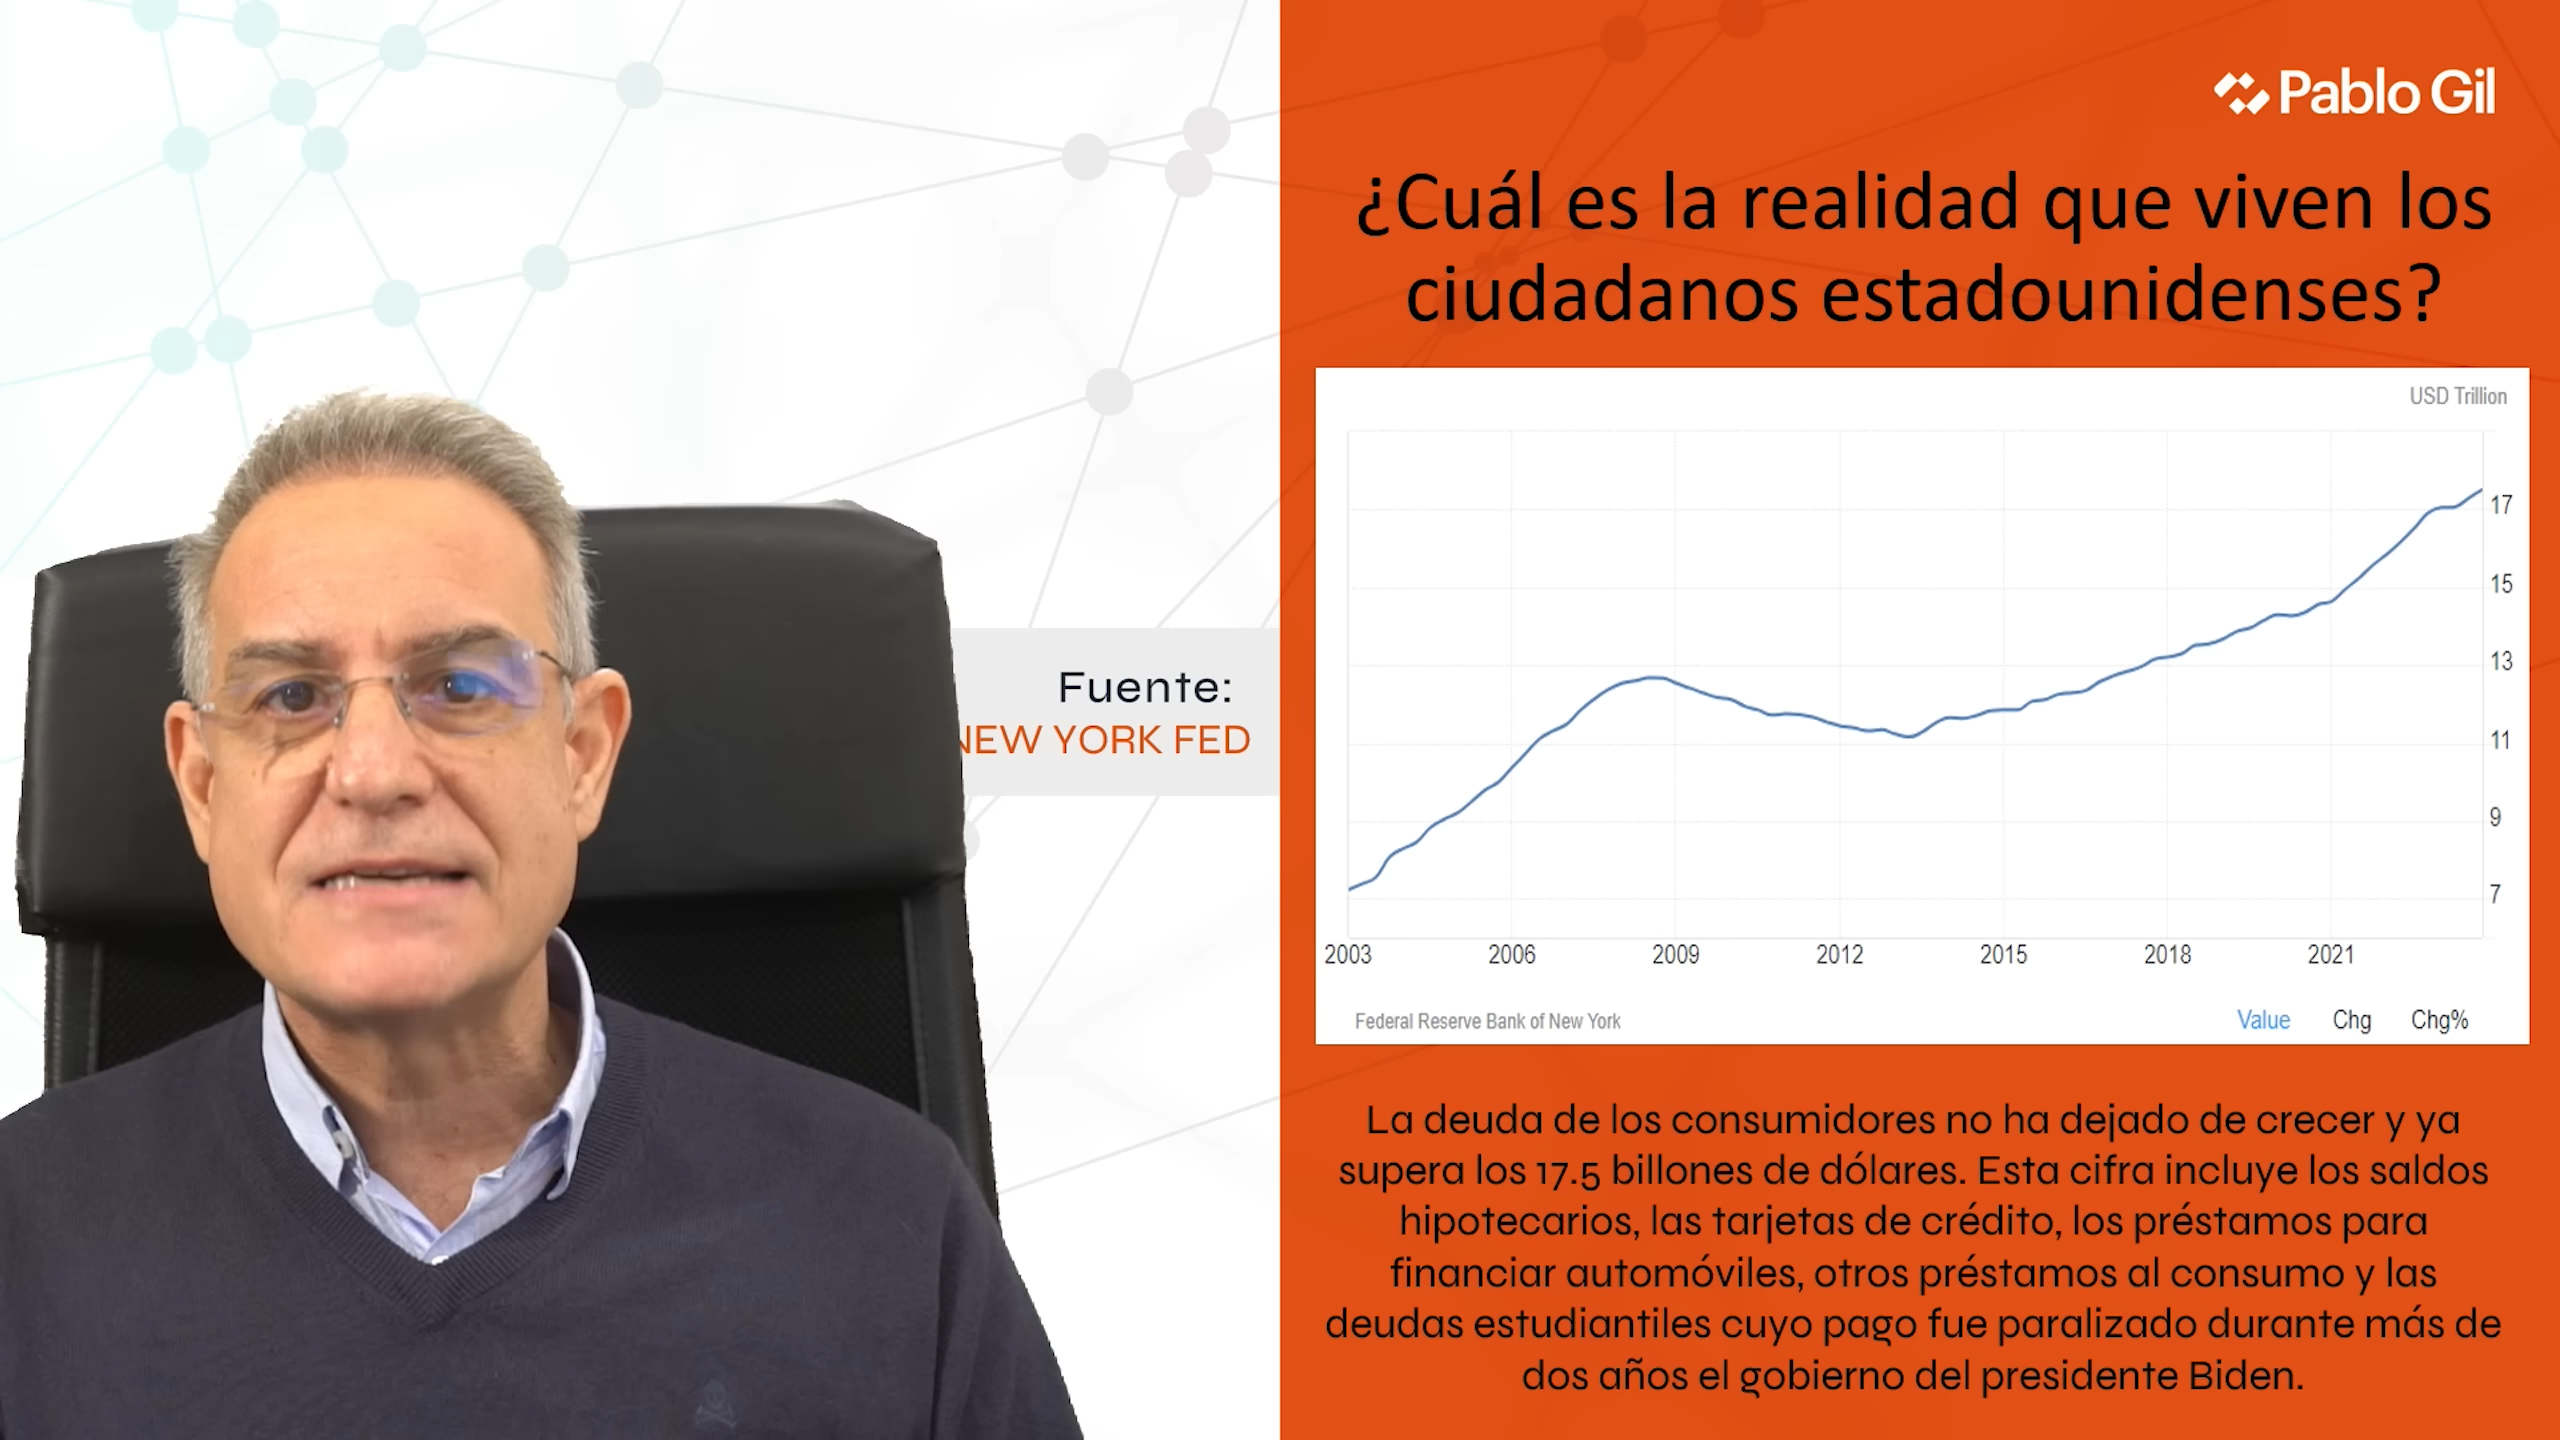 Pablo Gil
¿Cuál es la realidad que viven los
ciudadanos estadounidenses?
Fuente:
NEW YORK FED
USD Trillion
17
15
13
11
9
7
2003 2006 2009 2012 2015 2018 2021
Federal Reserve Bank of New York
Value Chg Chg%
La deuda de los consumidores no ha dejado de crecer y ya
supera los 17.5 billones de dólares. Esta cifra incluye los saldos
hipotecarios, las tarjetas de crédito, los préstamos para
financiar automóviles, otros préstamos al consumo y las
deudas estudiantiles cuyo pago fue paralizado durante más de
dos años el gobierno del presidente Biden.